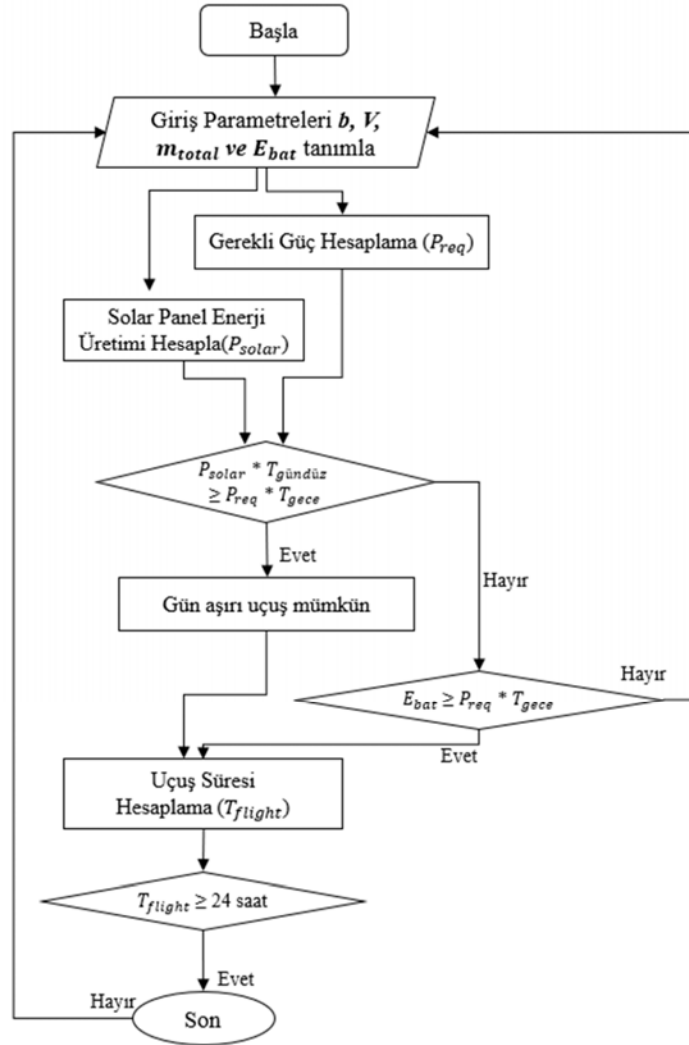 Başla
Giriş Parametreleri b, V,
m_total ve E_bat tanımla
Gerekli Güç Hesaplama (P_req)
Solar Panel Enerji
Üretimi Hesapla(P_solar)
P_solar * T_gündüz
≥ P_req * T_gece
Evet
Hayır
Gün aşırı uçuş mümkün
Hayır
E_bat ≥ P_req * T_gece
Evet
Uçuş Süresi
Hesaplama (T_flight)
T_flight ≥ 24 saat
Evet
Hayır
Son